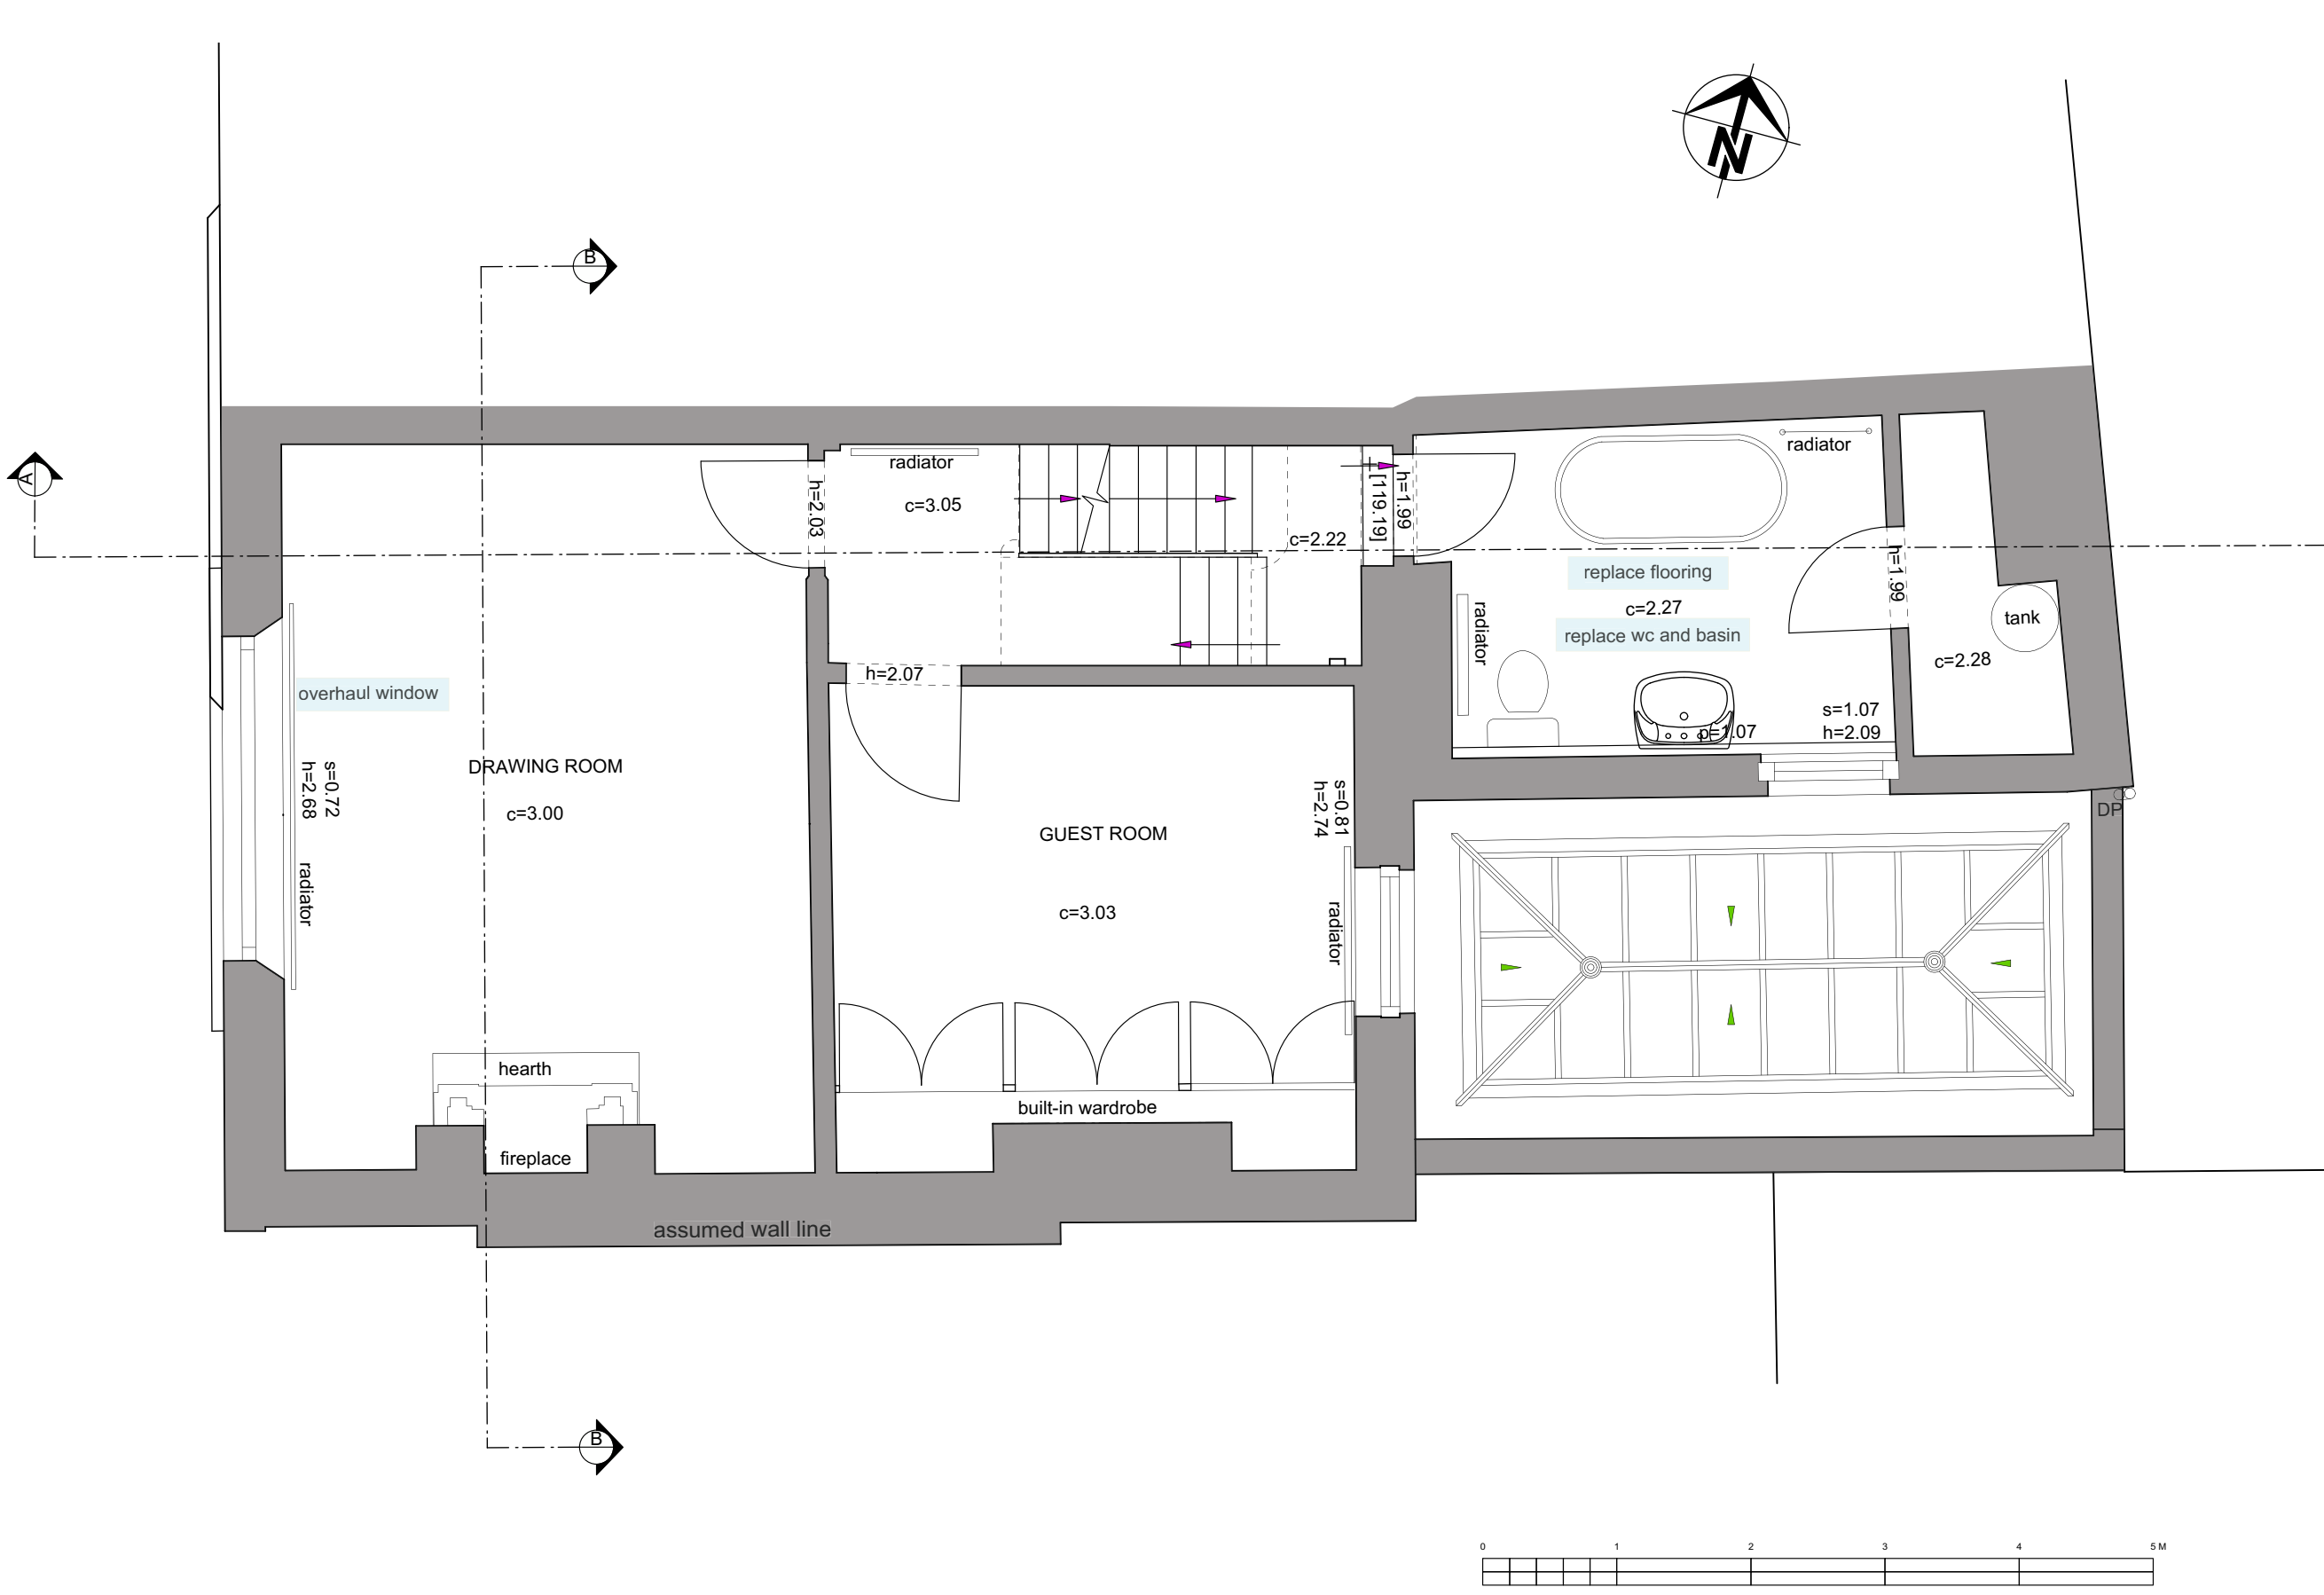 N
B
A
radiator
c=3.05
h=2.03
[119.19]
h=1.99
c=2.22
radiator
replace flooring
c=2.27
replace wc and basin
h=1.99
tank
c=2.28
radiator
h=2.07
overhaul window
s=1.07
h=2.09
p=1.07
DRAWING ROOM
c=3.00
s=0.72
h=2.68
radiator
GUEST ROOM
c=3.03
s=0.81
h=2.74
radiator
DP
hearth
fireplace
built-in wardrobe
assumed wall line
B
0 1 2 3 4 5 M